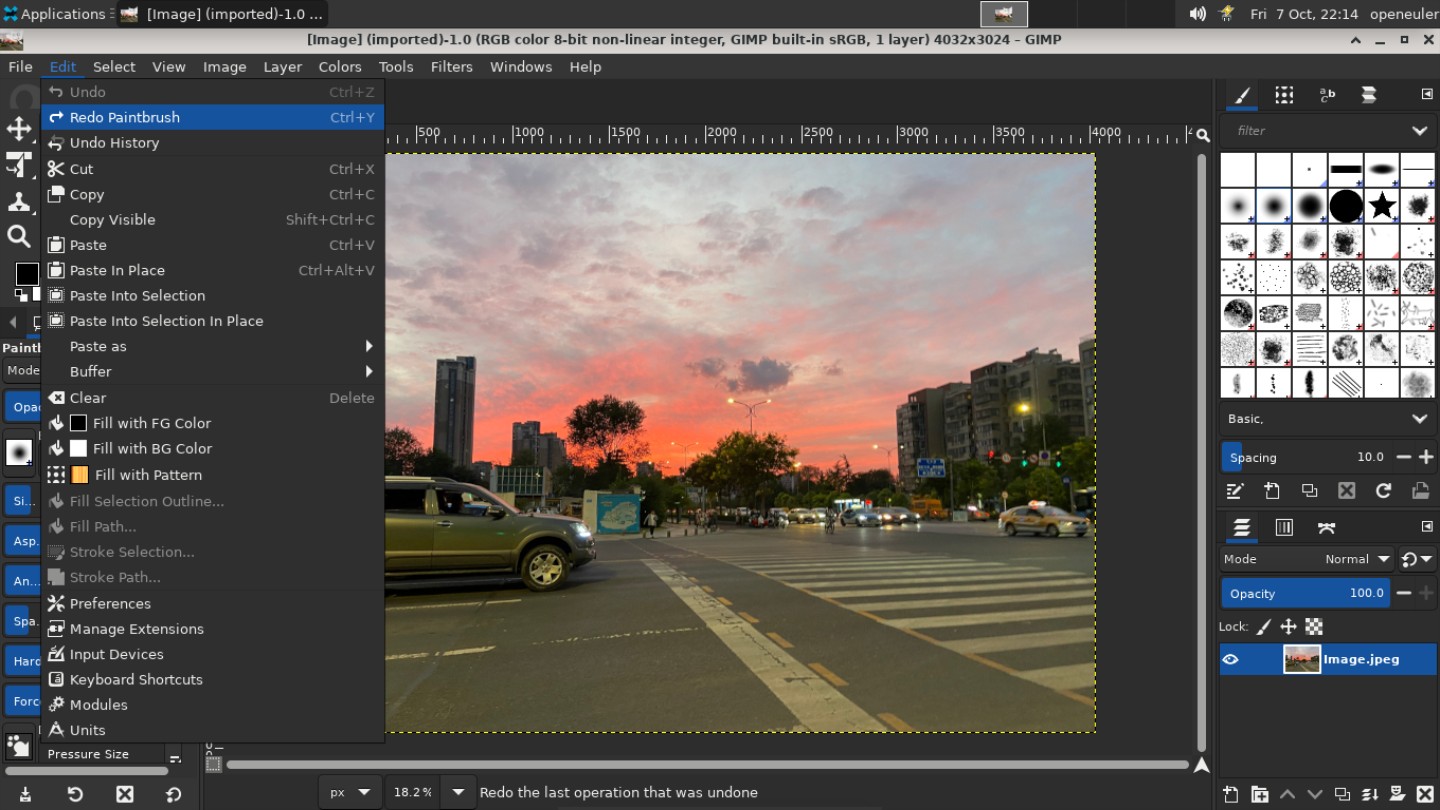 Applications
[Image] (imported)-1.0 ...
Fri 7 Oct, 22:14
openeuler
[Image] (imported)-1.0 (RGB color 8-bit non-linear integer, GIMP built-in sRGB, 1 layer) 4032x3024 – GIMP
File Edit Select View Image Layer Colors Tools Filters Windows Help
Undo Ctrl+Z
Redo Paintbrush Ctrl+Y
Undo History
Cut Ctrl+X
Copy Ctrl+C
Copy Visible Shift+Ctrl+C
Paste Ctrl+V
Paste In Place Ctrl+Alt+V
Paste Into Selection
Paste Into Selection In Place
Paste as
Buffer
Clear Delete
Fill with FG Color
Fill with BG Color
Fill with Pattern
Fill Selection Outline...
Fill Path...
Stroke Selection...
Stroke Path...
Preferences
Manage Extensions
Input Devices
Keyboard Shortcuts
Modules
Units
Mode
Si...
Asp.
An...
Spa.
Hard
Forc
Pressure Size
500 1000 1500 2000 2500 3000 3500 4000
px
18.2 %
Redo the last operation that was undone
filter
Basic,
Spacing 10.0
Mode Normal
Opacity 100.0
Lock:
Image.jpeg